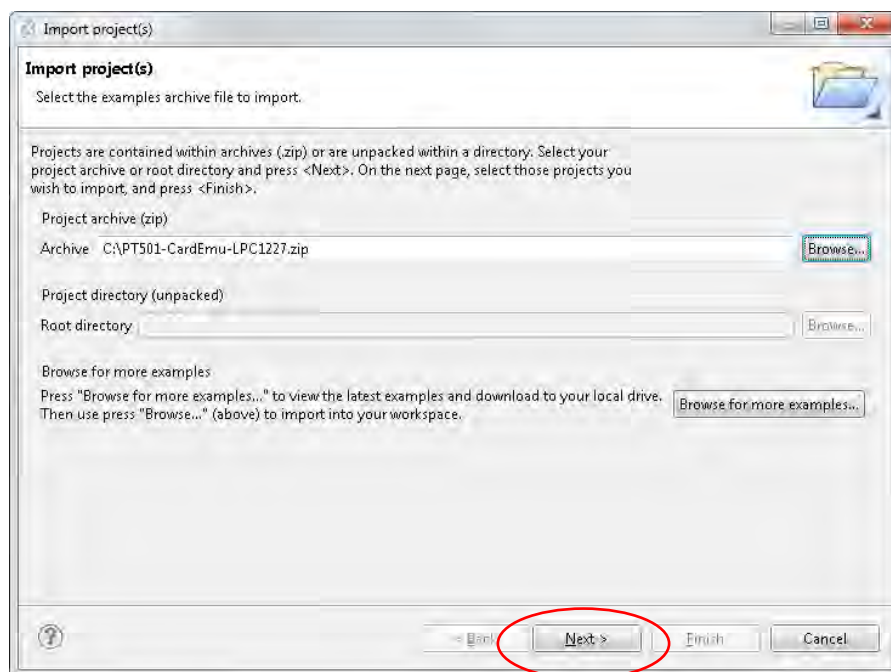 Import project(s)
Import project(s)
Select the examples archive file to import.
Projects are contained within archives (.zip) or are unpacked within a directory. Select your
project archive or root directory and press <Next>. On the next page, select those projects you
wish to import, and press <Finish>.
Project archive (zip)
Archive C:\PT501-CardEmu-LPC1227.zip Browse...
Project directory (unpacked)
Root directory Browse...
Browse for more examples
Press "Browse for more examples..." to view the latest examples and download to your local drive.
Then use press "Browse..." (above) to import into your workspace.
Browse for more examples...
? < Back Next > Finish Cancel